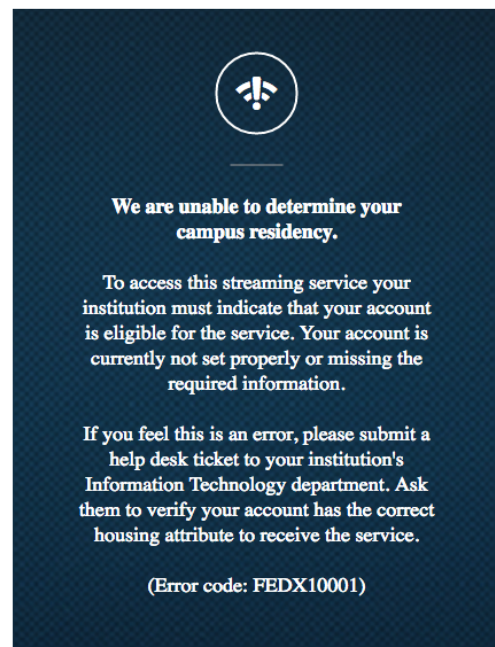 We are unable to determine your
campus residency.
To access this streaming service your
institution must indicate that your account
is eligible for the service. Your account is
currently not set properly or missing the
required information.
If you feel this is an error, please submit a
help desk ticket to your institution's
Information Technology department. Ask
them to verify your account has the correct
housing attribute to receive the service.
(Error code: FEDX10001)